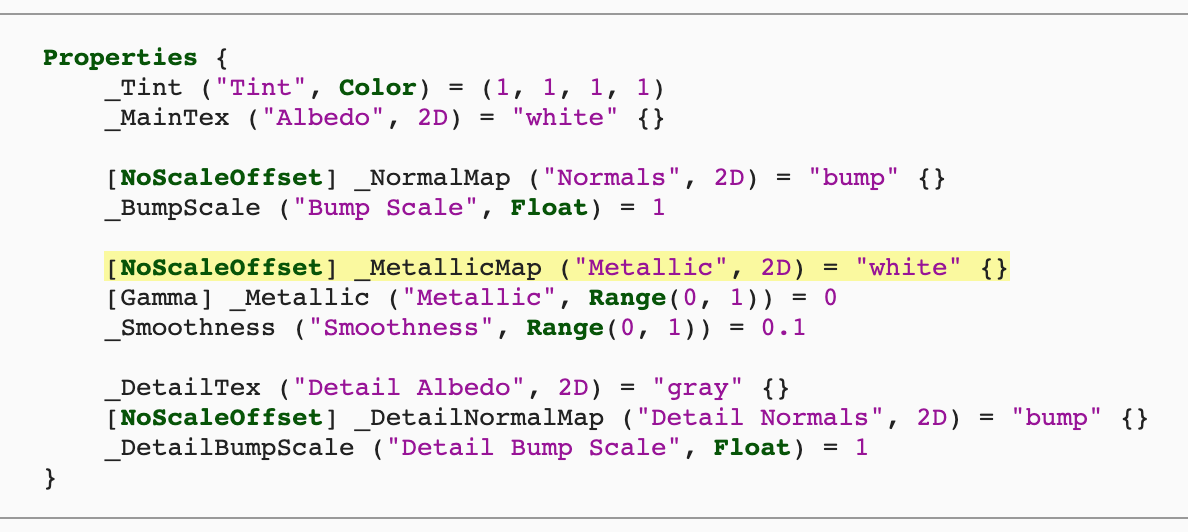 Properties {
_Tint ("Tint", Color) = (1, 1, 1, 1)
_MainTex ("Albedo", 2D) = "white" {}
[NoScaleOffset] _NormalMap ("Normals", 2D) = "bump" {}
_BumpScale ("Bump Scale", Float) = 1
[NoScaleOffset] _MetallicMap ("Metallic", 2D) = "white" {}
[Gamma] _Metallic ("Metallic", Range(0, 1)) = 0
_Smoothness ("Smoothness", Range(0, 1)) = 0.1
_DetailTex ("Detail Albedo", 2D) = "gray" {}
[NoScaleOffset] _DetailNormalMap ("Detail Normals", 2D) = "bump" {}
_DetailBumpScale ("Detail Bump Scale", Float) = 1
}